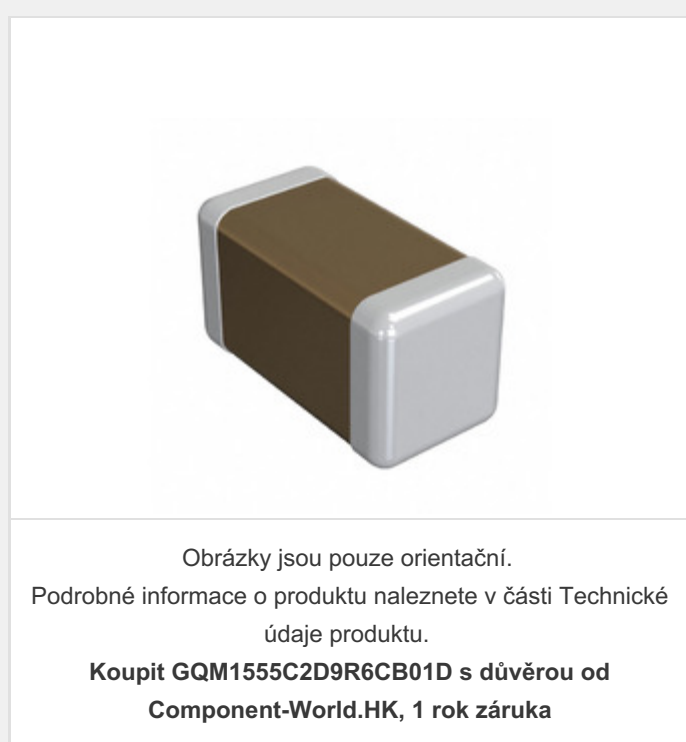 Obrázky jsou pouze orientační.
Podrobné informace o produktu naleznete v části Technické
údaje produktu.
Koupit GQM1555C2D9R6CB01D s důvěrou od
Component-World.HK, 1 rok záruka